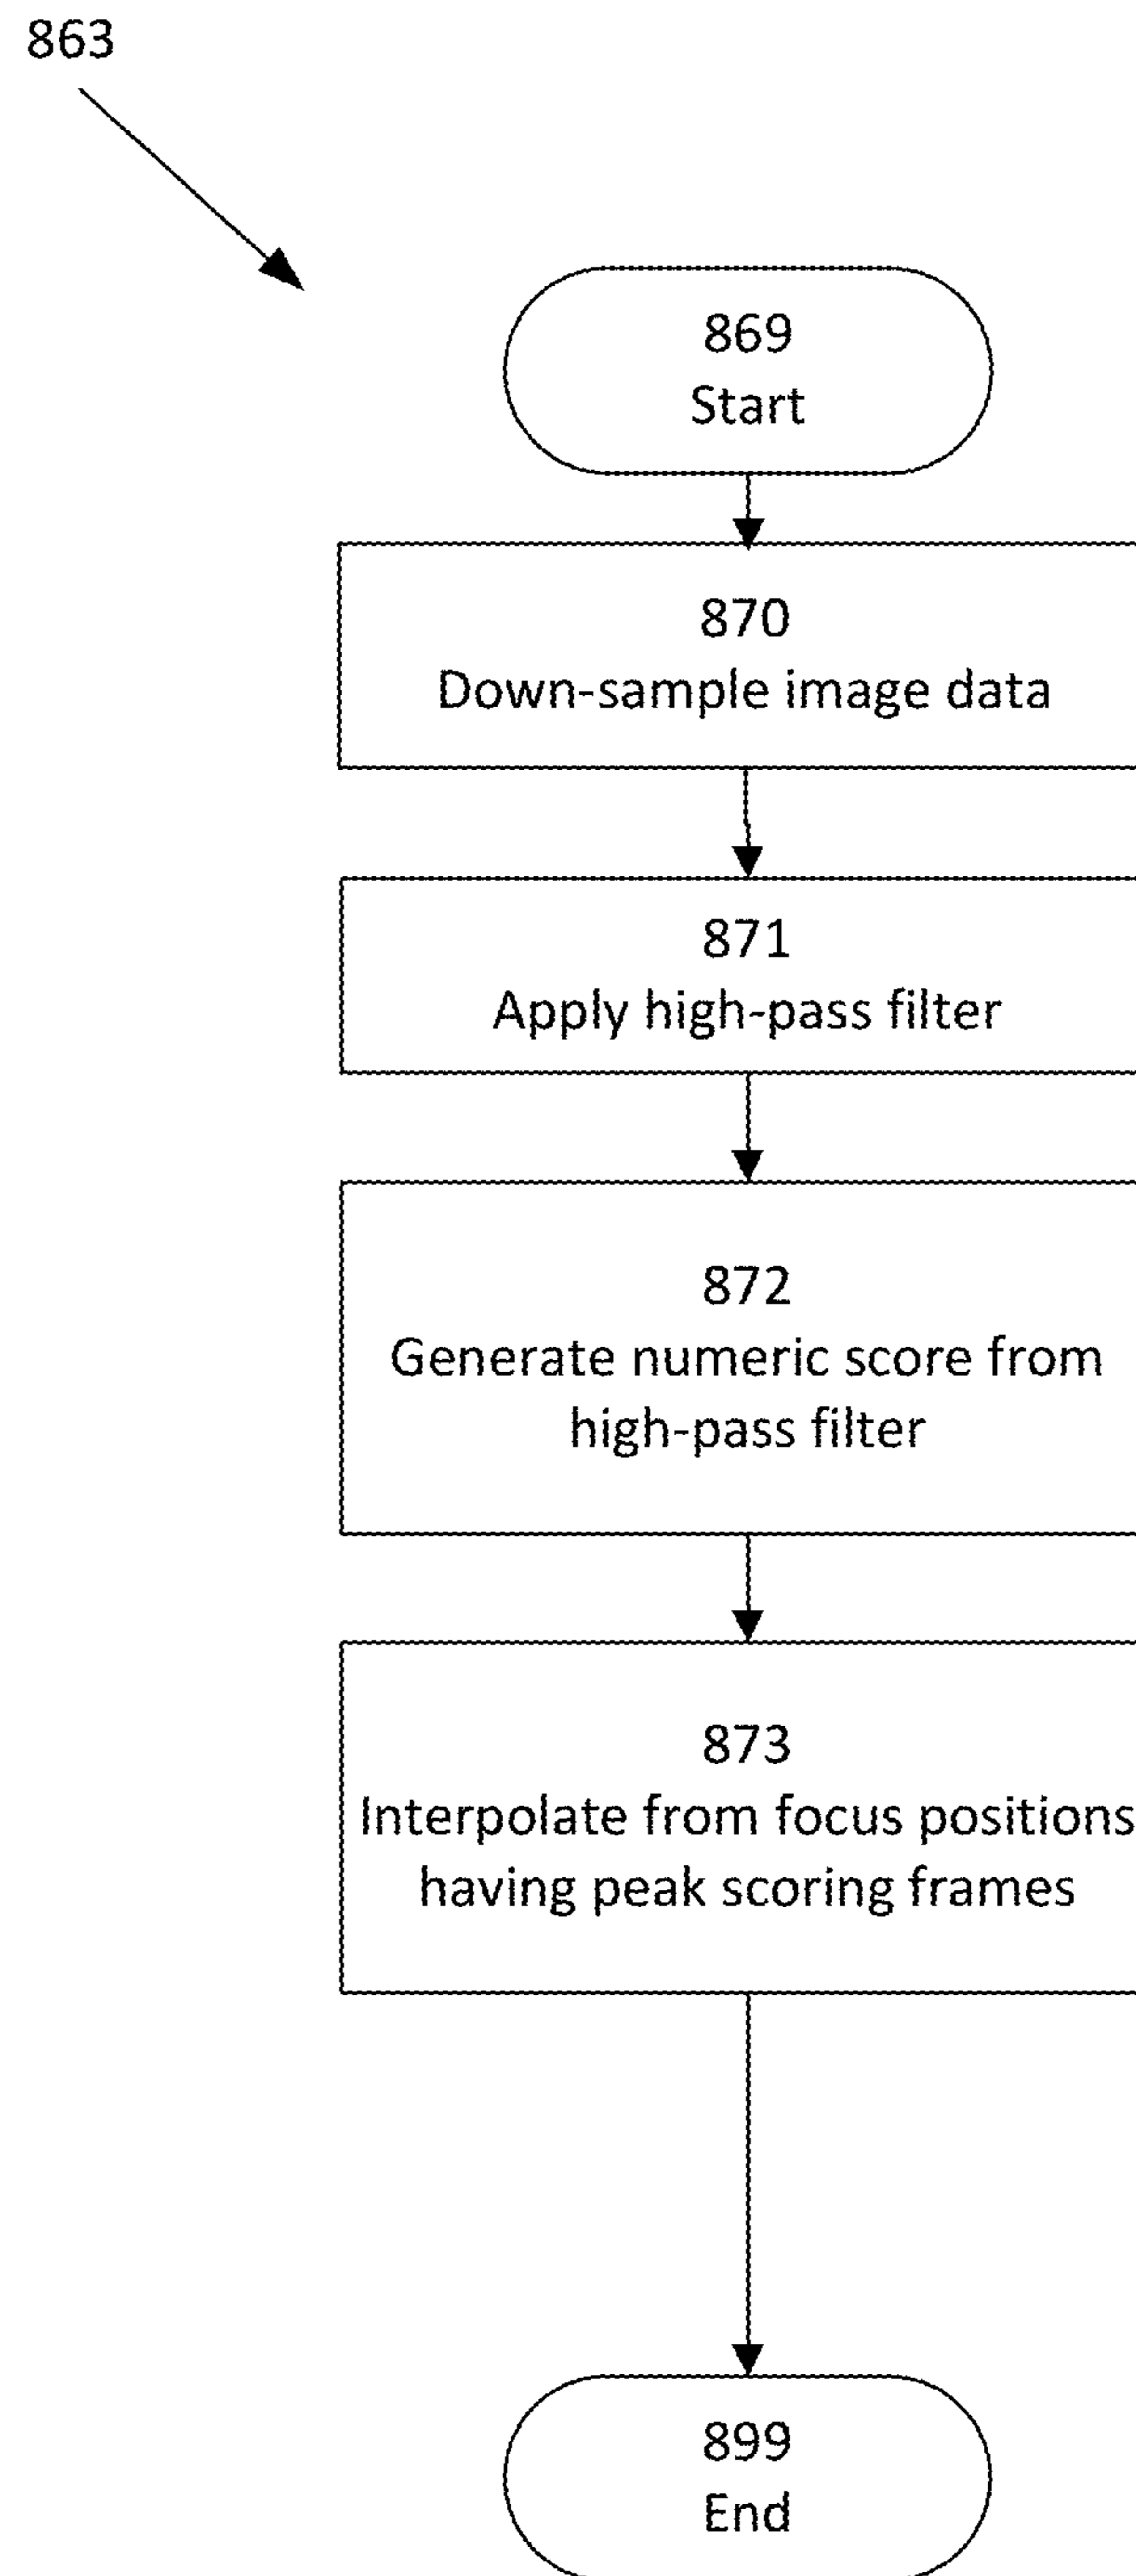 863
869
Start
870
Down-sample image data
871
Apply high-pass filter
872
Generate numeric score from
high-pass filter
873
Interpolate from focus positions
having peak scoring frames
899
End